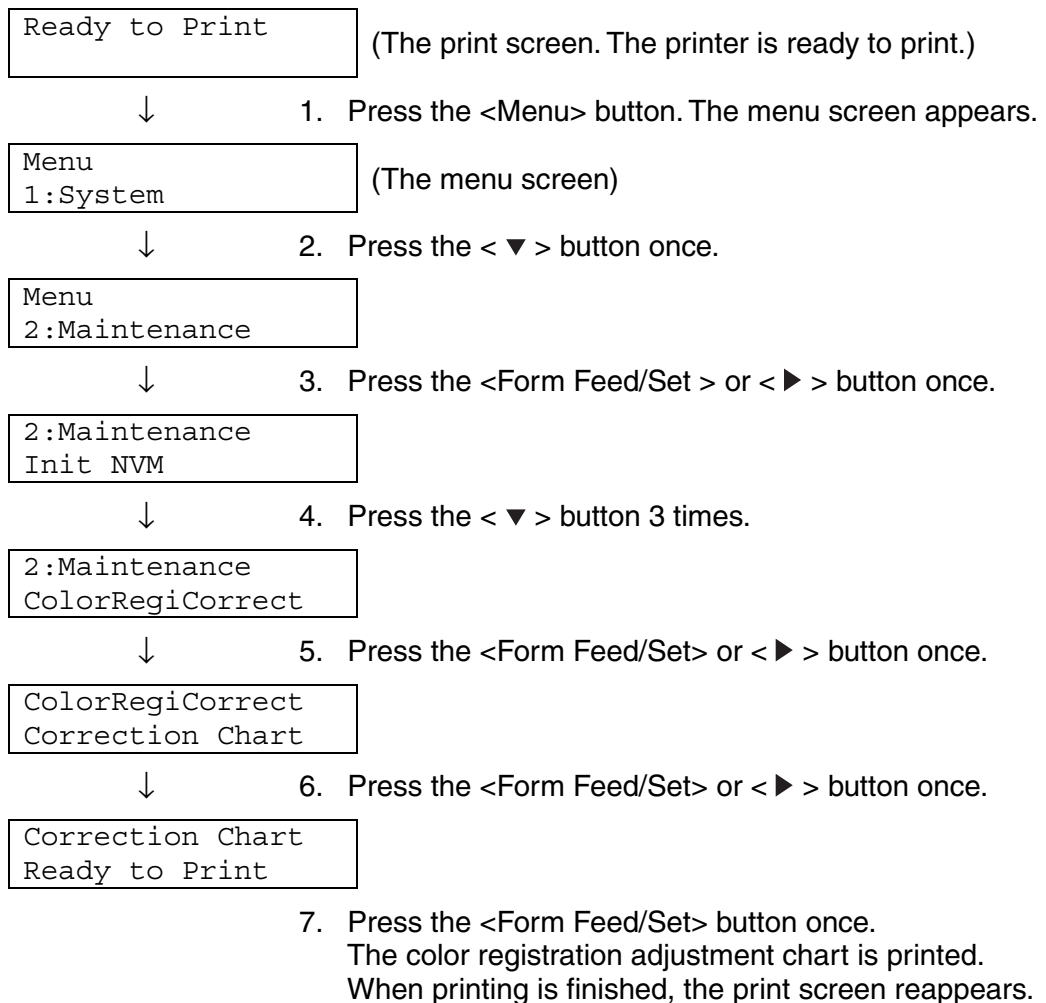 Ready to Print
(The print screen. The printer is ready to print.)
↓ 1. Press the <Menu> button. The menu screen appears.
Menu
1:System
(The menu screen)
↓ 2. Press the < ▼ > button once.
Menu
2:Maintenance
↓ 3. Press the <Form Feed/Set > or < ▶ > button once.
2:Maintenance
Init NVM
↓ 4. Press the < ▼ > button 3 times.
2:Maintenance
ColorRegiCorrect
↓ 5. Press the <Form Feed/Set> or < ▶ > button once.
ColorRegiCorrect
Correction Chart
↓ 6. Press the <Form Feed/Set> or < ▶ > button once.
Correction Chart
Ready to Print
7. Press the <Form Feed/Set> button once.
The color registration adjustment chart is printed.
When printing is finished, the print screen reappears.